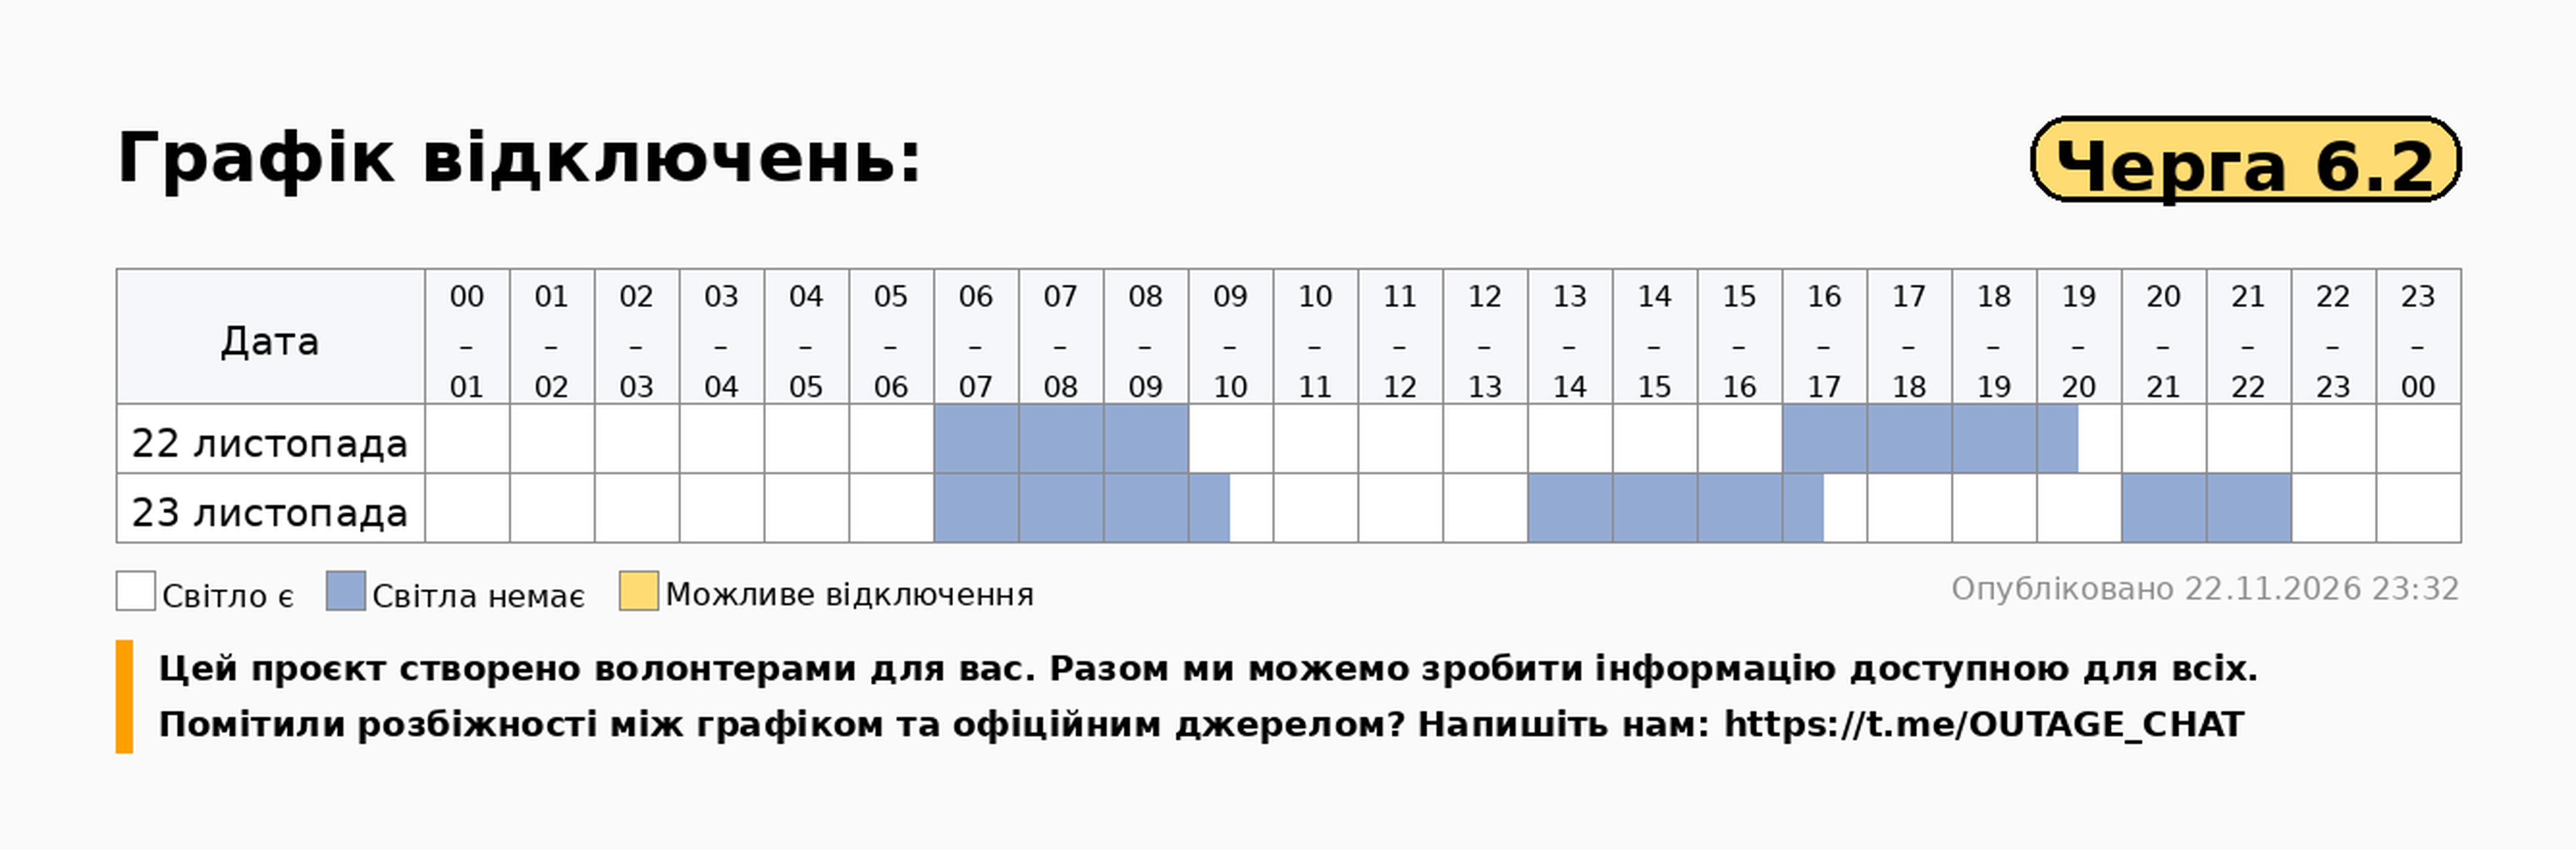 Графік відключень:
Черга 6.2
Дата
00 – 01
01 – 02
02 – 03
03 – 04
04 – 05
05 – 06
06 – 07
07 – 08
08 – 09
09 – 10
10 – 11
11 – 12
12 – 13
13 – 14
14 – 15
15 – 16
16 – 17
17 – 18
18 – 19
19 – 20
20 – 21
21 – 22
22 – 23
23 – 00
22 листопада
23 листопада
Світло є
Світла немає
Можливе відключення
Опубліковано 22.11.2026 23:32
Цей проєкт створено волонтерами для вас. Разом ми можемо зробити інформацію доступною для всіх.
Помітили розбіжності між графіком та офіційним джерелом? Напишіть нам: https://t.me/OUTAGE_CHAT